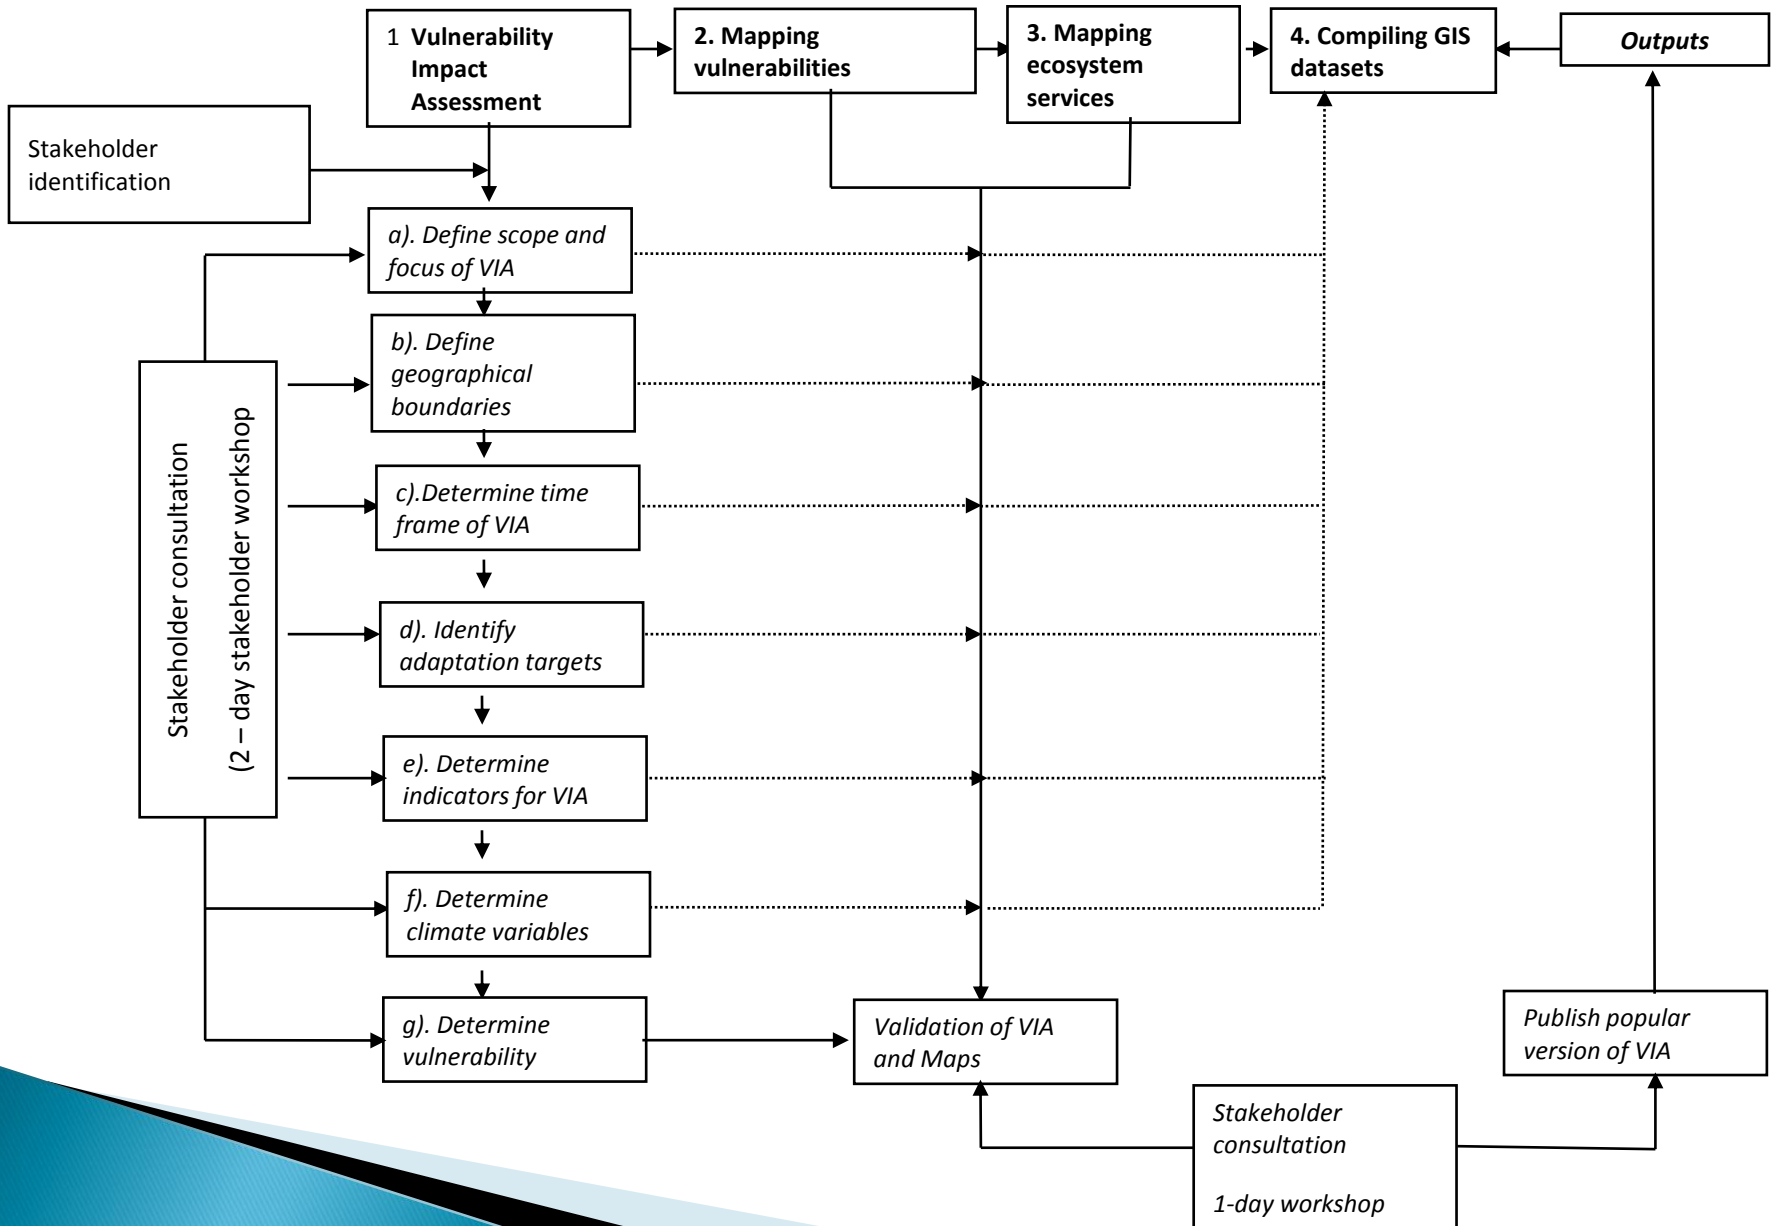 1 Vulnerability
Impact
Assessment
2. Mapping
vulnerabilities
3. Mapping
ecosystem
services
4. Compiling GIS
datasets
Outputs
Stakeholder
identification
a). Define scope and
focus of VIA
b). Define
geographical
boundaries
c).Determine time
frame of VIA
d). Identify
adaptation targets
e). Determine
indicators for VIA
f). Determine
climate variables
g). Determine
vulnerability
Stakeholder consultation
(2 – day stakeholder workshop
Validation of VIA
and Maps
Publish popular
version of VIA
Stakeholder
consultation
1-day workshop